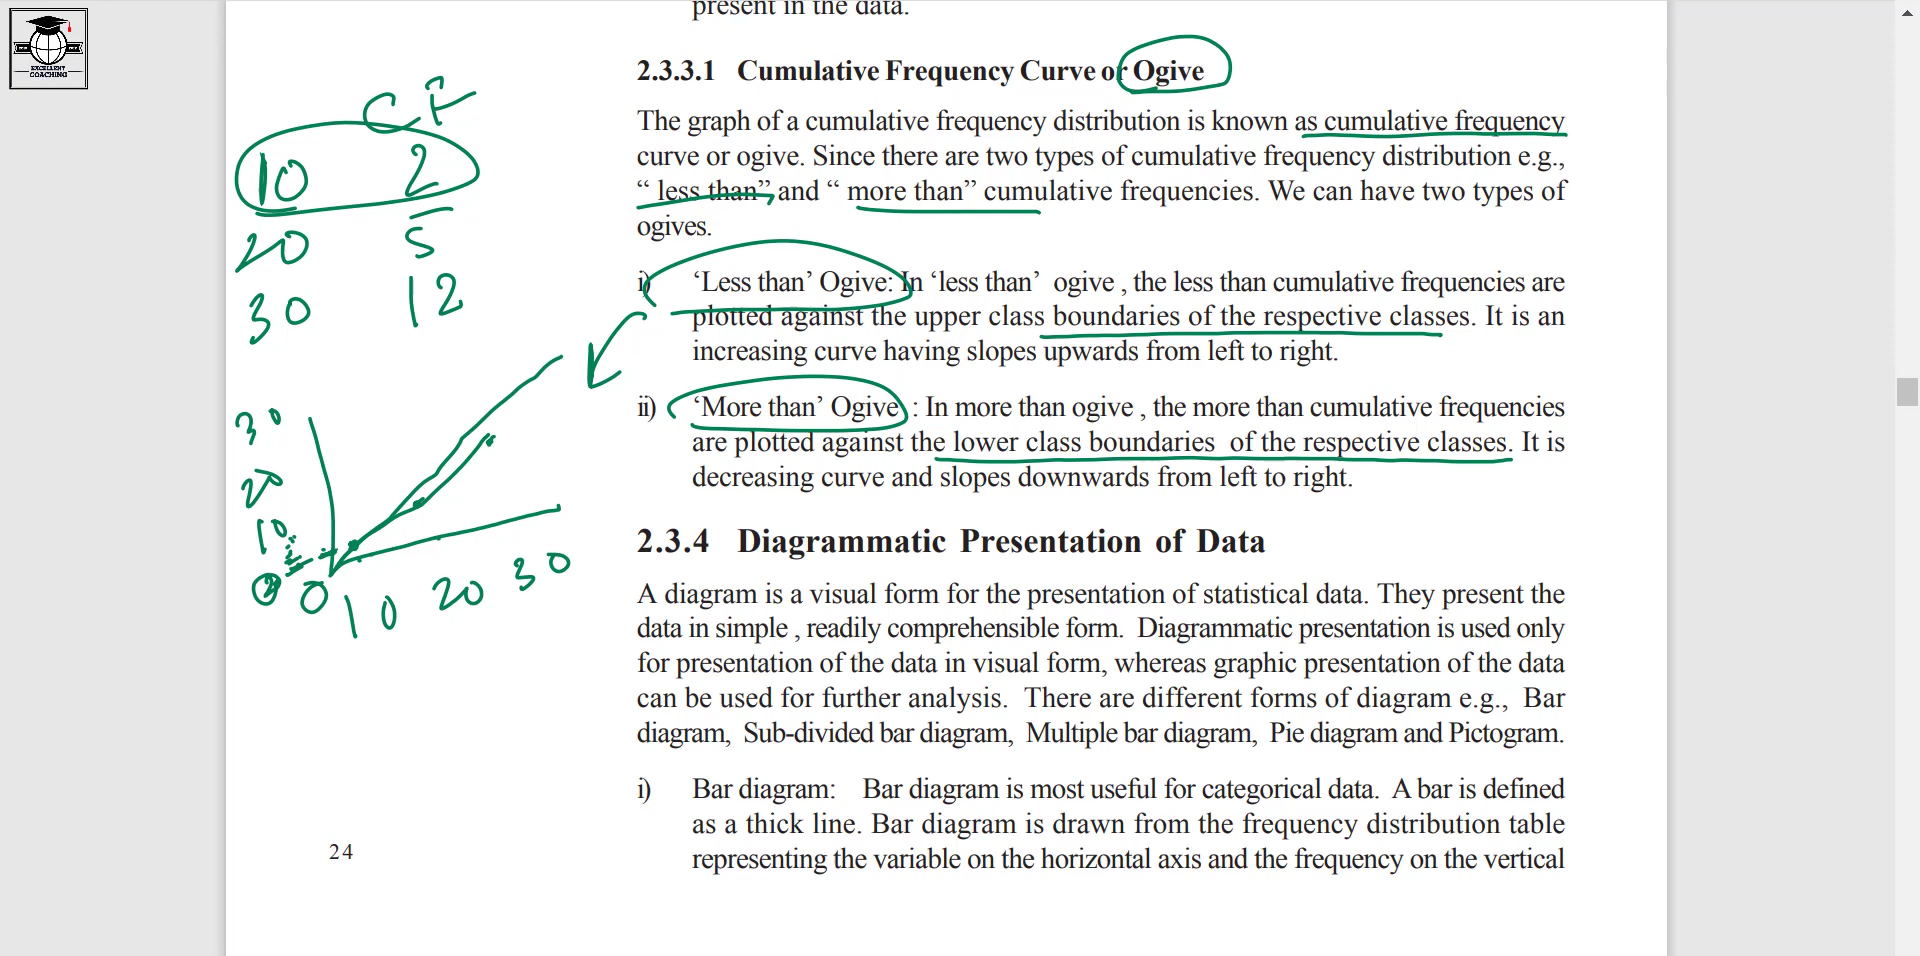 EXCELLENT
COACHING
present in the data.
2.3.3.1 Cumulative Frequency Curve or Ogive
The graph of a cumulative frequency distribution is known as cumulative frequency
curve or ogive. Since there are two types of cumulative frequency distribution e.g.,
“ less than” and “ more than” cumulative frequencies. We can have two types of
ogives.
i) ‘Less than’ Ogive: In ‘less than’ ogive , the less than cumulative frequencies are
plotted against the upper class boundaries of the respective classes. It is an
increasing curve having slopes upwards from left to right.
ii) ‘More than’ Ogive : In more than ogive , the more than cumulative frequencies
are plotted against the lower class boundaries of the respective classes. It is
decreasing curve and slopes downwards from left to right.
2.3.4 Diagrammatic Presentation of Data
A diagram is a visual form for the presentation of statistical data. They present the
data in simple , readily comprehensible form. Diagrammatic presentation is used only
for presentation of the data in visual form, whereas graphic presentation of the data
can be used for further analysis. There are different forms of diagram e.g., Bar
diagram, Sub-divided bar diagram, Multiple bar diagram, Pie diagram and Pictogram.
i) Bar diagram: Bar diagram is most useful for categorical data. A bar is defined
as a thick line. Bar diagram is drawn from the frequency distribution table
representing the variable on the horizontal axis and the frequency on the vertical
24
CF
10 2
20 5
30 12
30
20
10
0 10 20 30